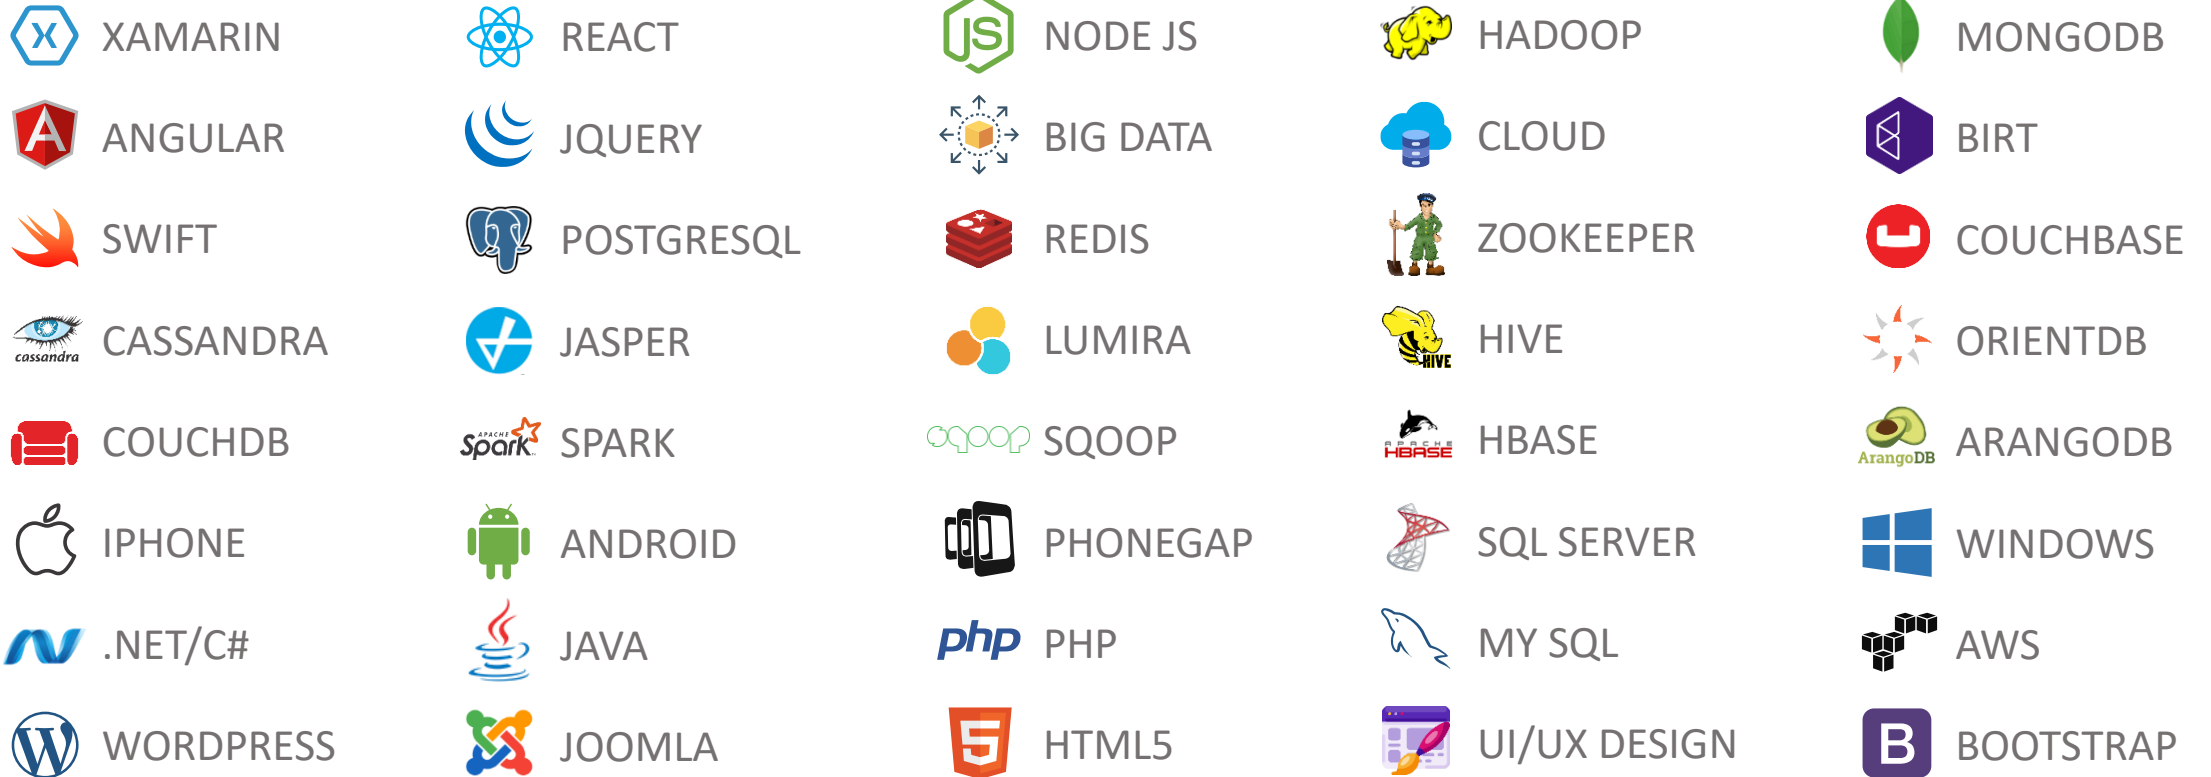 XAMARIN REACT JS NODE JS HADOOP MONGODB
A ANGULAR JQUERY BIG DATA CLOUD B BIRT
SWIFT POSTGRESQL REDIS ZOOKEEPER COUCHBASE
cassandra CASSANDRA JASPER LUMIRA HIVE HIVE ORIENTDB
COUCHDB APACHE Spark SPARK sqoop SQOOP APACHE HBASE HBASE ArangoDB ARANGODB
IPHONE ANDROID PHONEGAP SQL SERVER WINDOWS
.NET/C# JAVA php PHP MY SQL AWS
W WORDPRESS JOOMLA 5 HTML5 UI/UX DESIGN B BOOTSTRAP